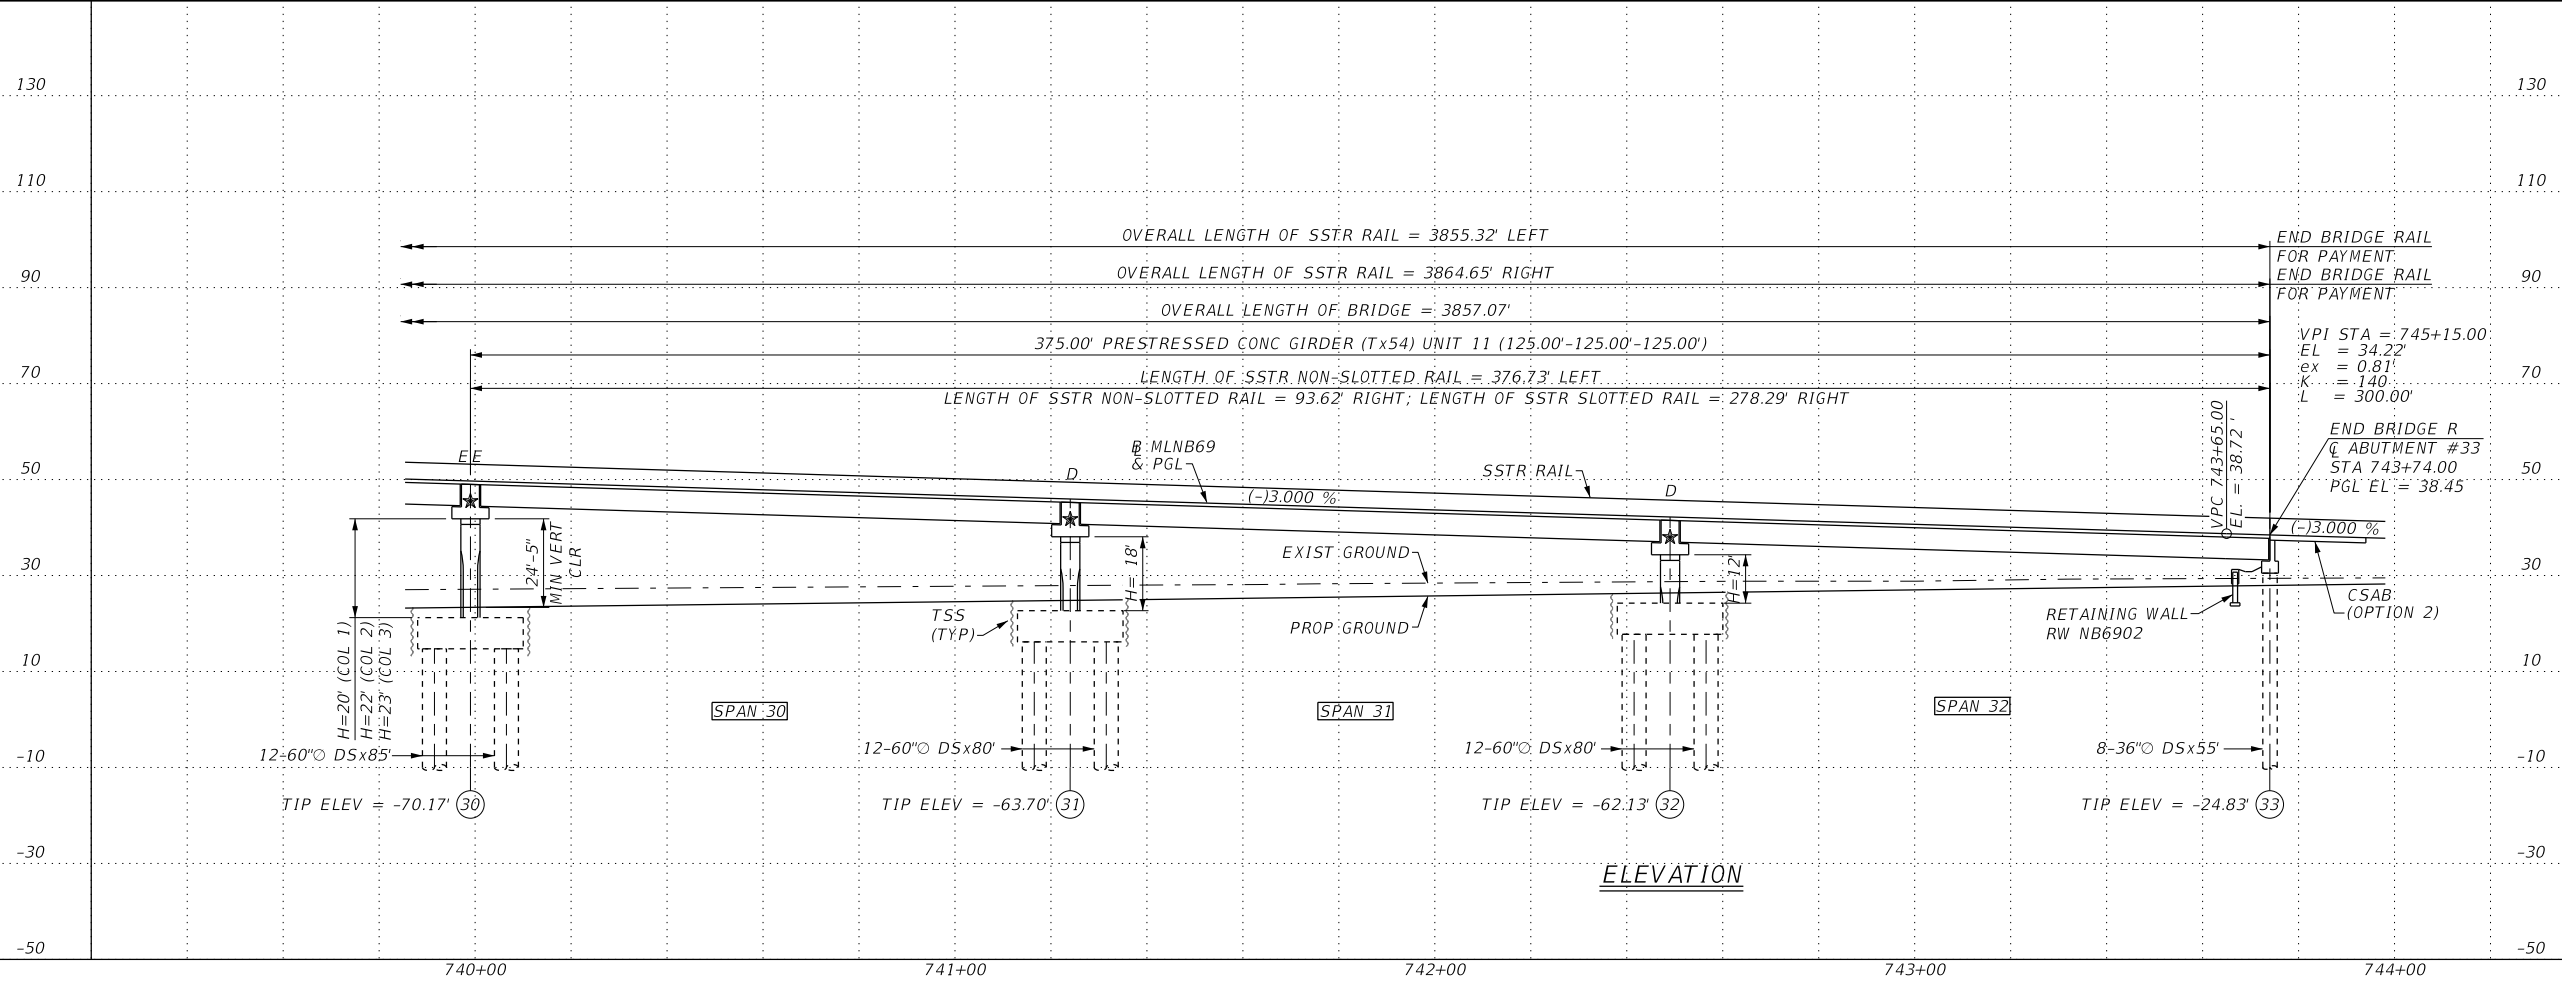 130
130
110
110
OVERALL LENGTH OF SSTR RAIL = 3855.32' LEFT
END BRIDGE RAIL
FOR PAYMENT
OVERALL LENGTH OF SSTR RAIL = 3864.65' RIGHT
END BRIDGE RAIL
FOR PAYMENT
90
90
OVERALL LENGTH OF BRIDGE = 3857.07'
375.00' PRESTRESSED CONC GIRDER (Tx54) UNIT 11 (125.00'-125.00'-125.00')
VPI STA = 745+15.00
EL = 34.22'
ex = 0.81'
K = 140
L = 300.00'
70
70
LENGTH OF SSTR NON-SLOTTED RAIL = 376.73' LEFT
LENGTH OF SSTR NON-SLOTTED RAIL = 93.62' RIGHT; LENGTH OF SSTR SLOTTED RAIL = 278.29' RIGHT
VPC 743+65.00
EL. = 38.72 '
END BRIDGE R
℄ ABUTMENT #33
STA 743+74.00
PGL EL = 38.45
50
50
E E
D
D
B MLNB69
& PGL
SSTR RAIL
(-)3.000 %
(-)3.000 %
24'-5"
MIN VERT
CLR
H= 18'
H=12'
EXIST GROUND
PROP GROUND
30
30
TSS
(TYP)
RETAINING WALL
RW NB6902
CSAB
(OPTION 2)
H=20' (COL 1)
H=22' (COL 2)
H=23' (COL 3)
10
10
SPAN 30
SPAN 31
SPAN 32
12-60"∅ DSx85'
12-60"∅ DSx80'
12-60"∅ DSx80'
8-36"∅ DSx55'
-10
-10
TIP ELEV = -70.17' 30
TIP ELEV = -63.70' 31
TIP ELEV = -62.13' 32
TIP ELEV = -24.83' 33
-30
-30
ELEVATION
-50
-50
740+00
741+00
742+00
743+00
744+00